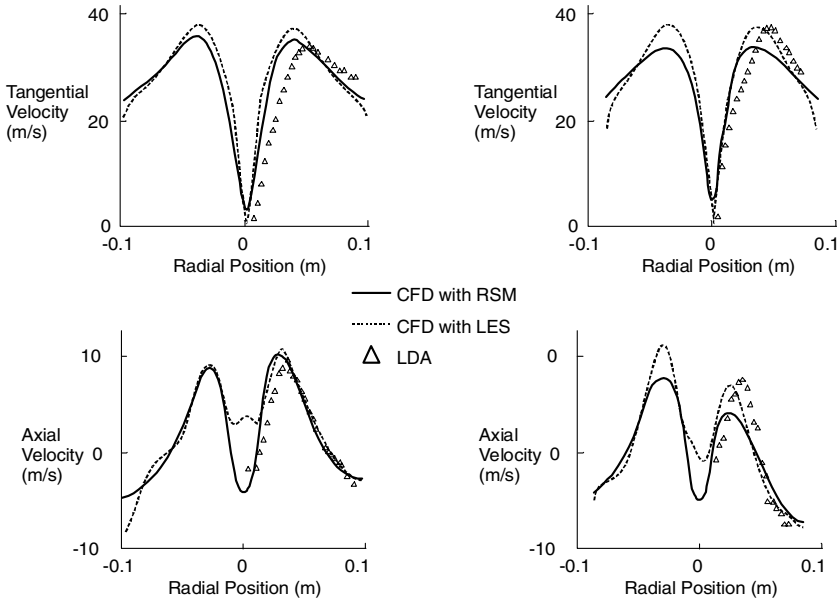 40
Tangential
Velocity
(m/s)
20
0
-0.1
0
0.1
Radial Position (m)
40
Tangential
Velocity
(m/s)
20
0
-0.1
0
0.1
Radial Position (m)
CFD with RSM
CFD with LES
LDA
10
Axial
Velocity
(m/s)
0
-10
-0.1
0
0.1
Radial Position (m)
0
Axial
Velocity
(m/s)
0
-10
-0.1
0
0.1
Radial Position (m)